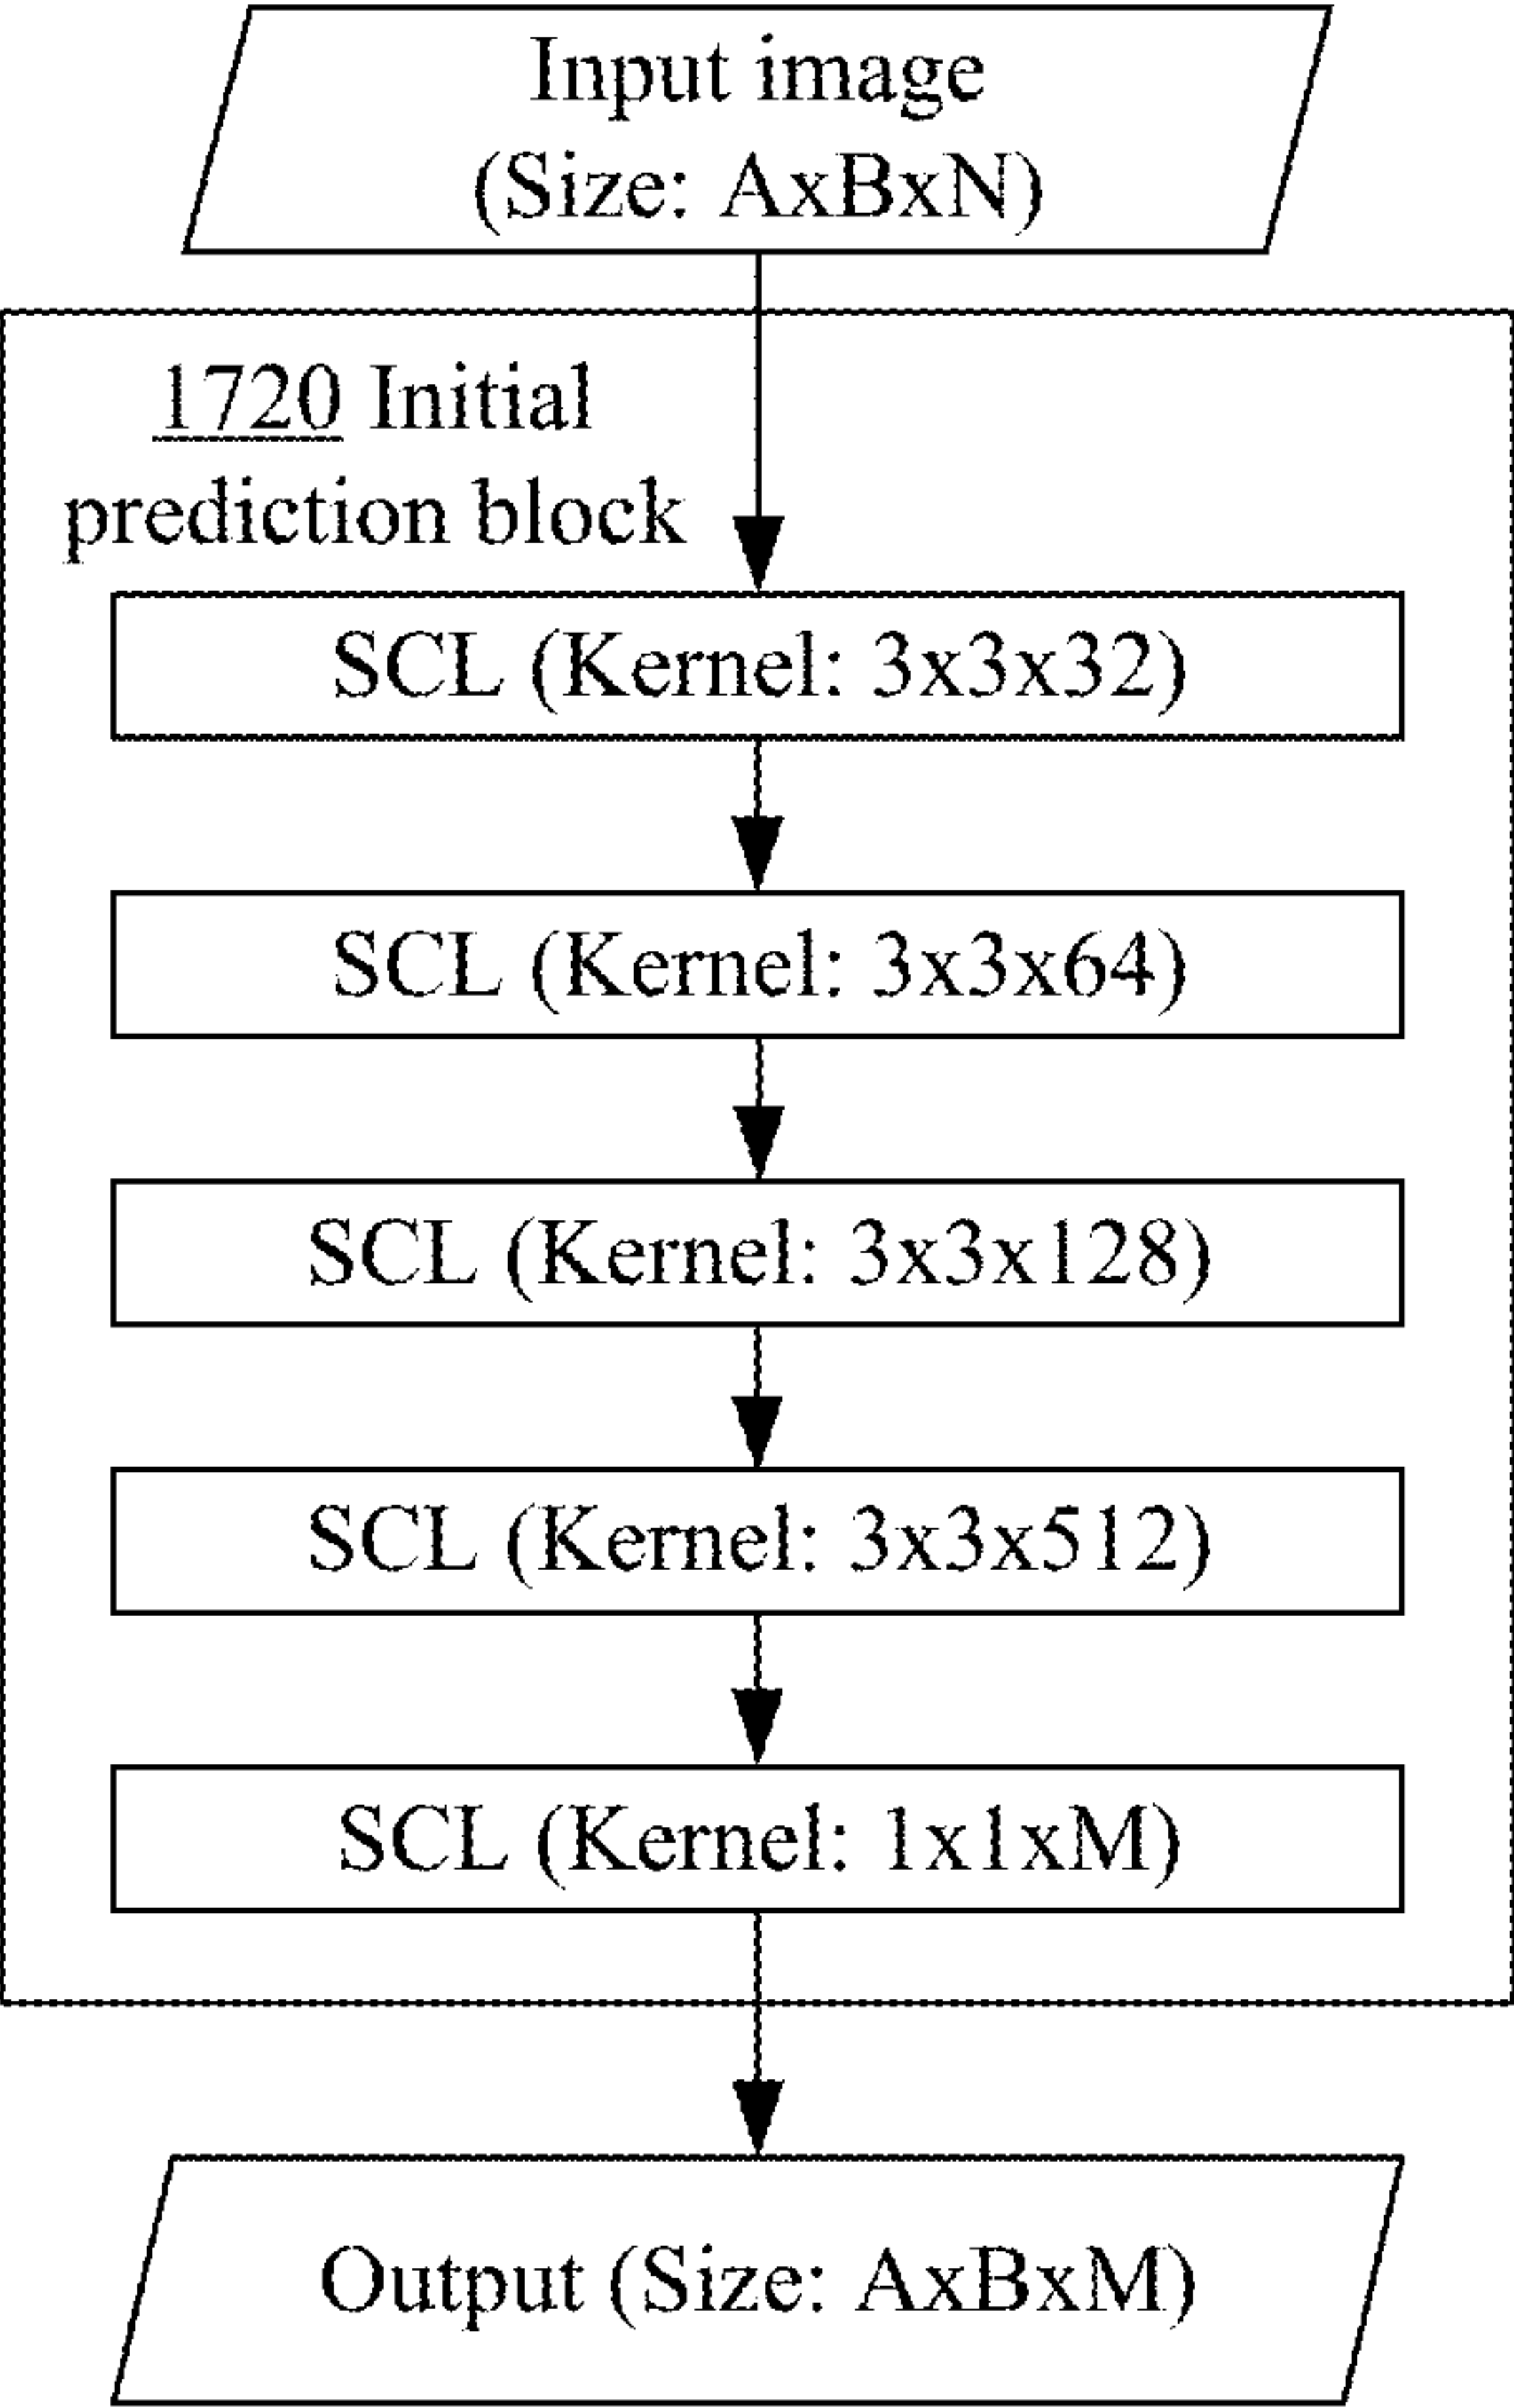 Input image
(Size: AxBxN)
1720 Initial
prediction block
SCL (Kernel: 3x3x32)
SCL (Kernel: 3x3x64)
SCL (Kernel: 3x3x128)
SCL (Kernel: 3x3x512)
SCL (Kernel: 1x1xM)
Output (Size: AxBxM)